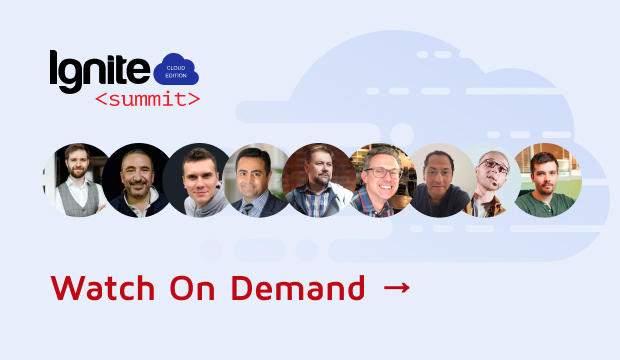 Ignite
CLOUD
EDITION
<summit>
Watch On Demand →